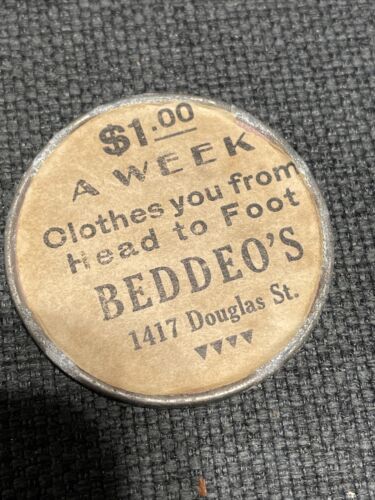 $1.00
A WEEK
Clothes you from
Head to Foot
BEDDEO'S
1417 Douglas St.